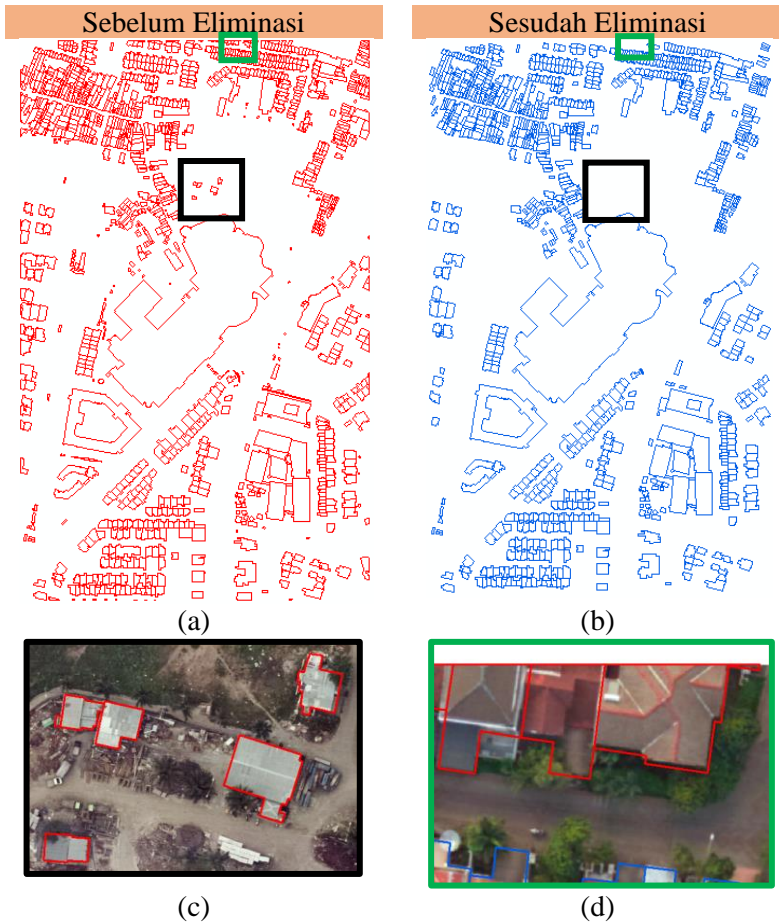 Sebelum Eliminasi
Sesudah Eliminasi
(a)
(b)
(c)
(d)